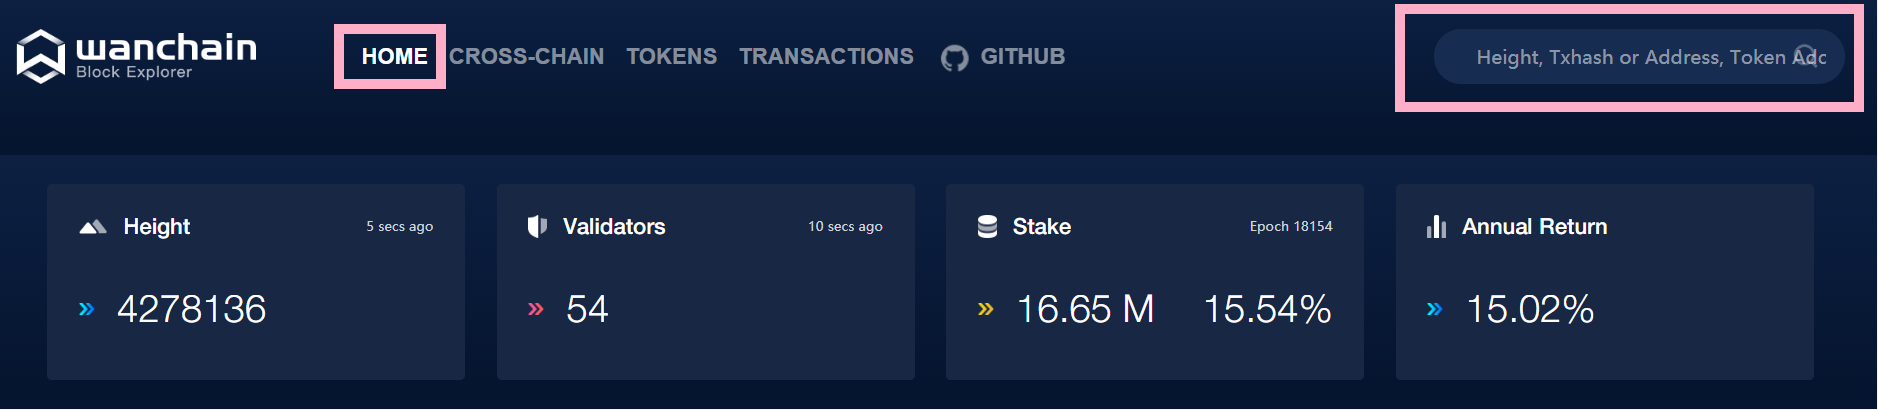 wanchain
Block Explorer
HOME CROSS-CHAIN TOKENS TRANSACTIONS GITHUB
Height, Txhash or Address, Token Adc
Height 5 secs ago
4278136
Validators 10 secs ago
54
Stake Epoch 18154
16.65 M 15.54%
Annual Return
15.02%